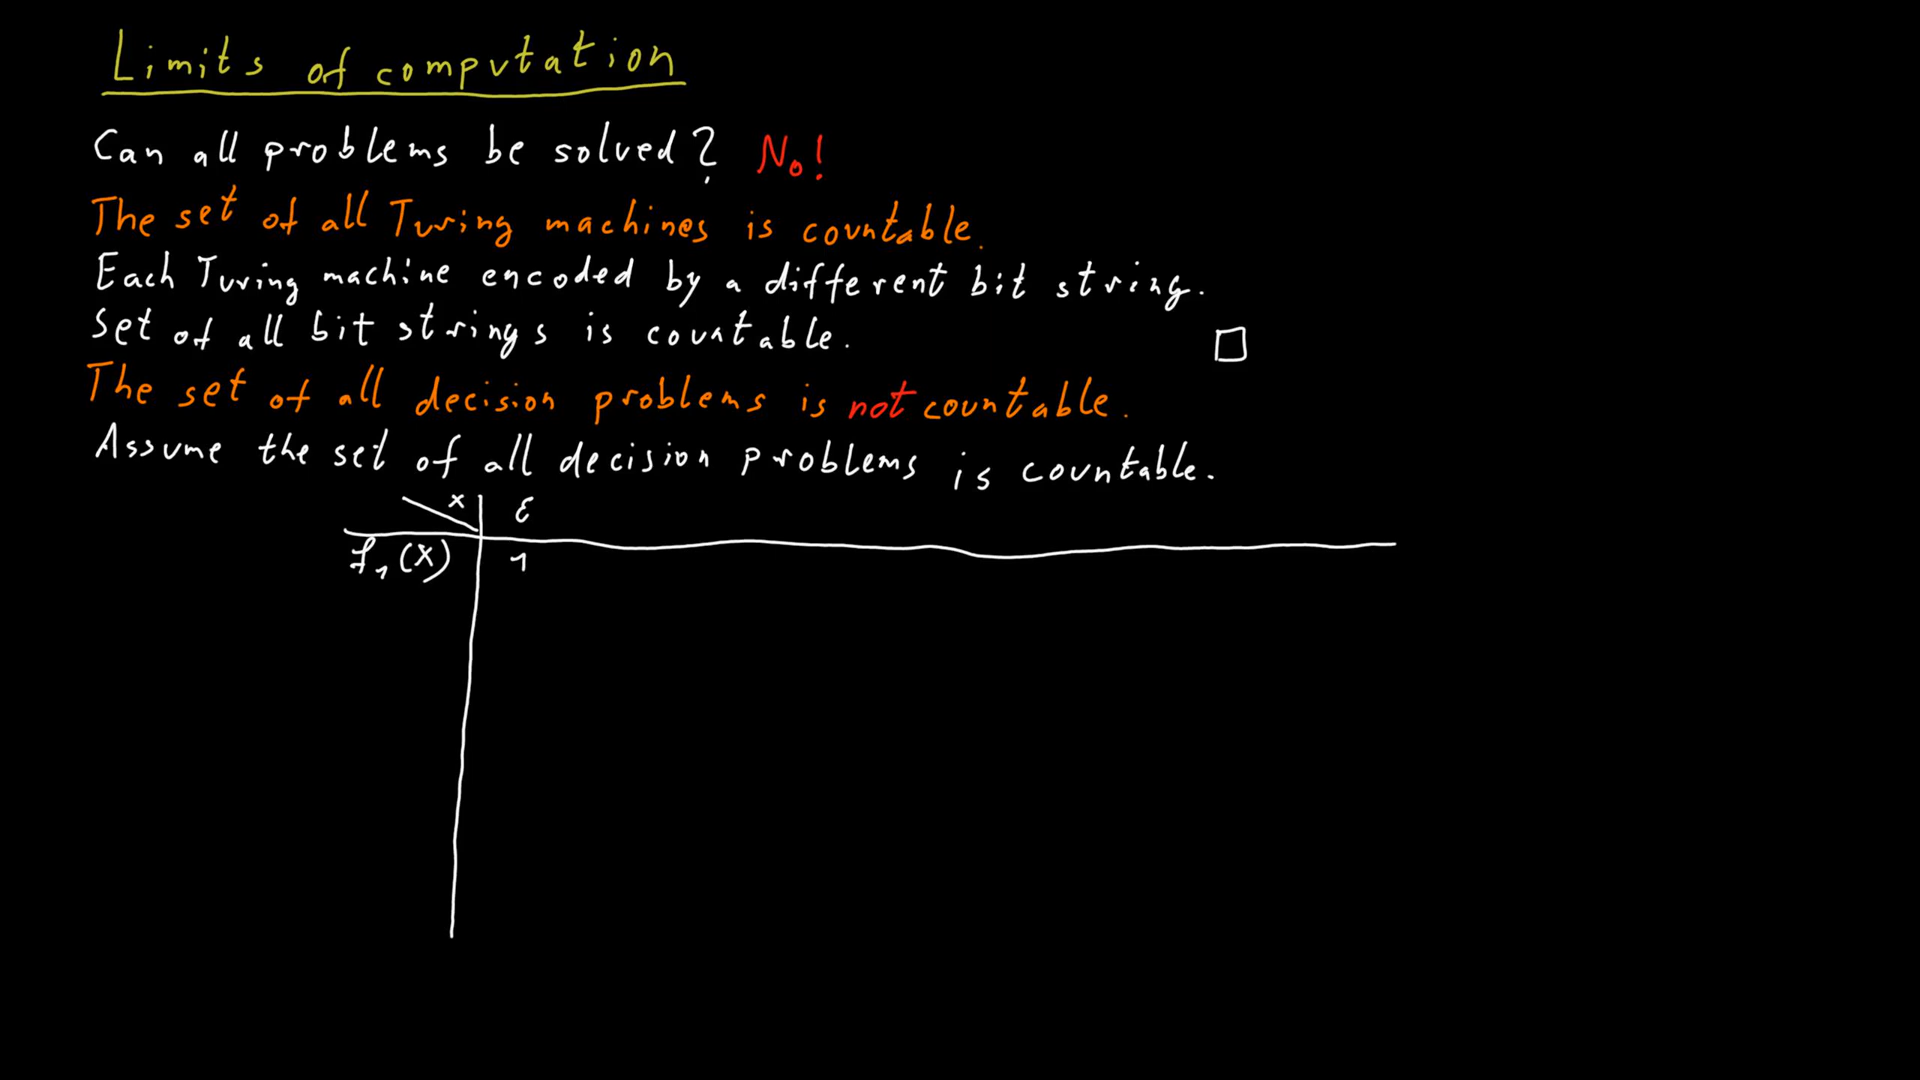 Limits of computation
Can all problems be solved? No!
The set of all Turing machines is countable.
Each Turing machine encoded by a different bit string.
Set of all bit strings is countable. □
The set of all decision problems is not countable.
Assume the set of all decision problems is countable.
x ε
f₁(x) 1